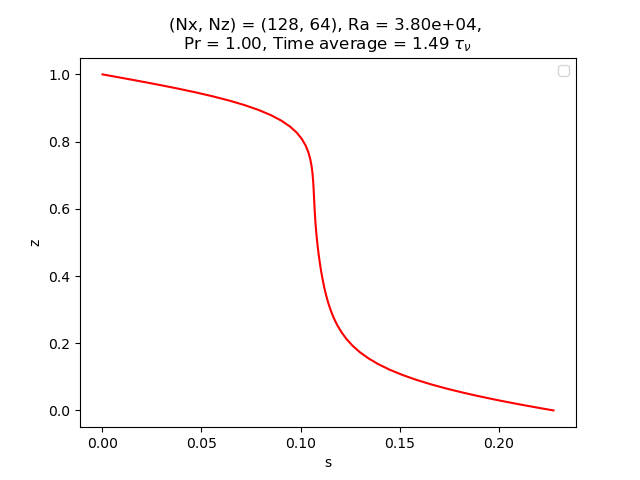 (Nx, Nz) = (128, 64), Ra = 3.80e+04,
Pr = 1.00, Time average = 1.49 τν
1.0
0.8
0.6
0.4
0.2
0.0
z
0.00 0.05 0.10 0.15 0.20
s